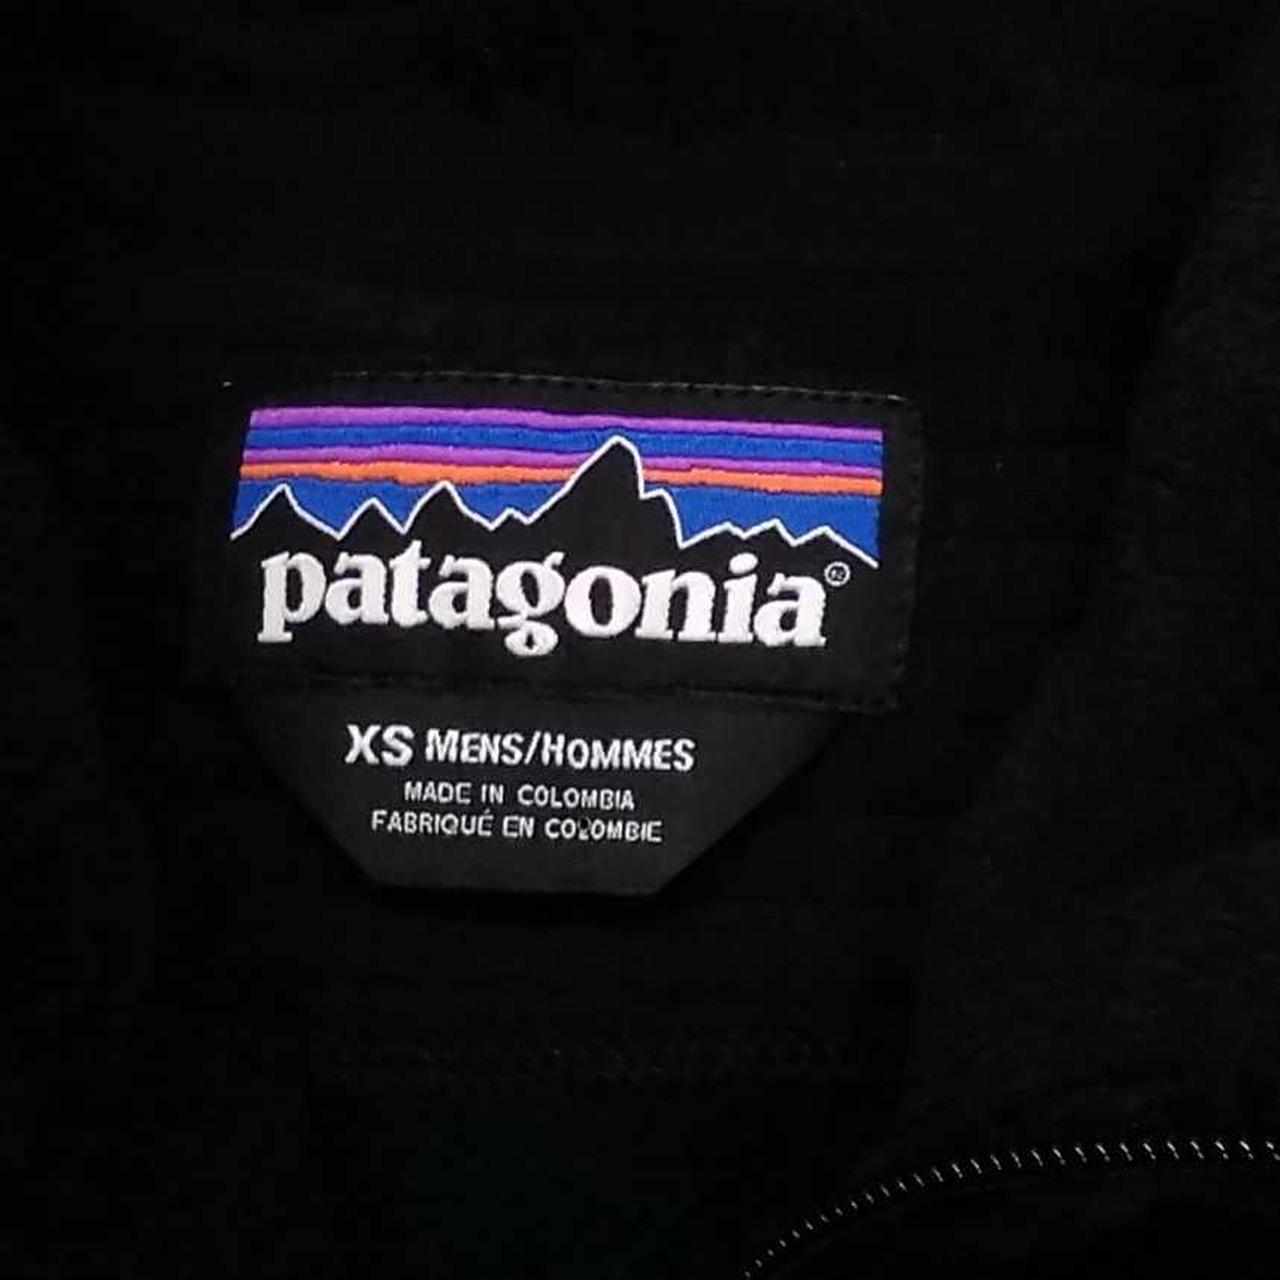 patagonia®
XS MENS/HOMMES
MADE IN COLOMBIA
FABRIQUÉ EN COLOMBIE